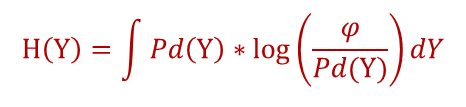 H(Y) = ∫ Pd(Y) * log(φ / Pd(Y)) dY